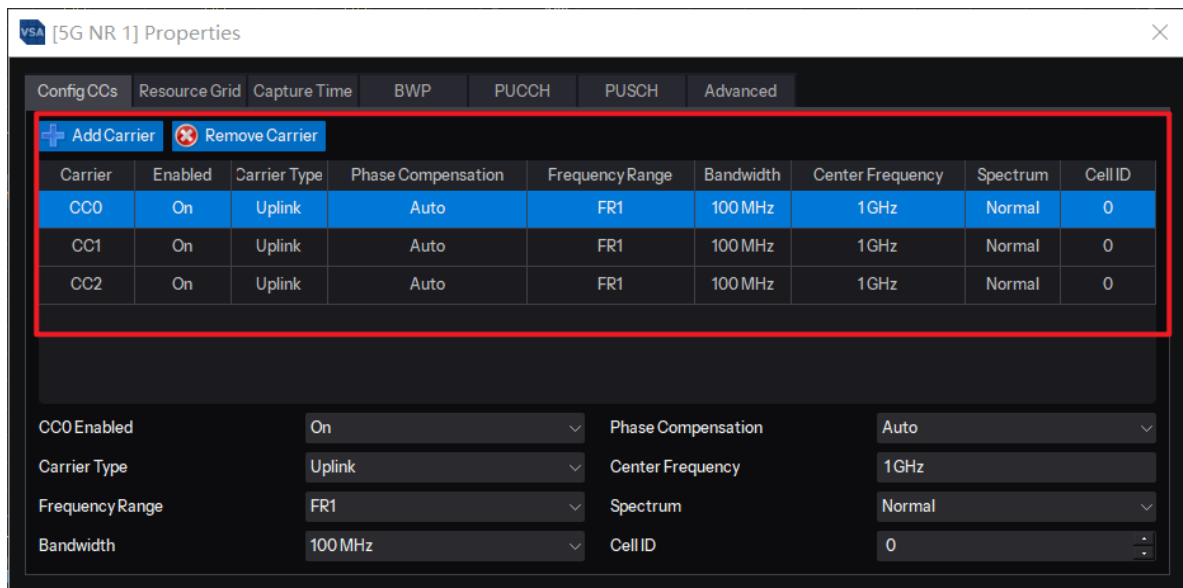 VSA [5G NR 1] Properties
Config CCs Resource Grid Capture Time BWP PUCCH PUSCH Advanced
Add Carrier Remove Carrier
Carrier Enabled Carrier Type Phase Compensation Frequency Range Bandwidth Center Frequency Spectrum Cell ID
CC0 On Uplink Auto FR1 100 MHz 1 GHz Normal 0
CC1 On Uplink Auto FR1 100 MHz 1 GHz Normal 0
CC2 On Uplink Auto FR1 100 MHz 1 GHz Normal 0
CC0 Enabled On Phase Compensation Auto
Carrier Type Uplink Center Frequency 1 GHz
Frequency Range FR1 Spectrum Normal
Bandwidth 100 MHz Cell ID 0